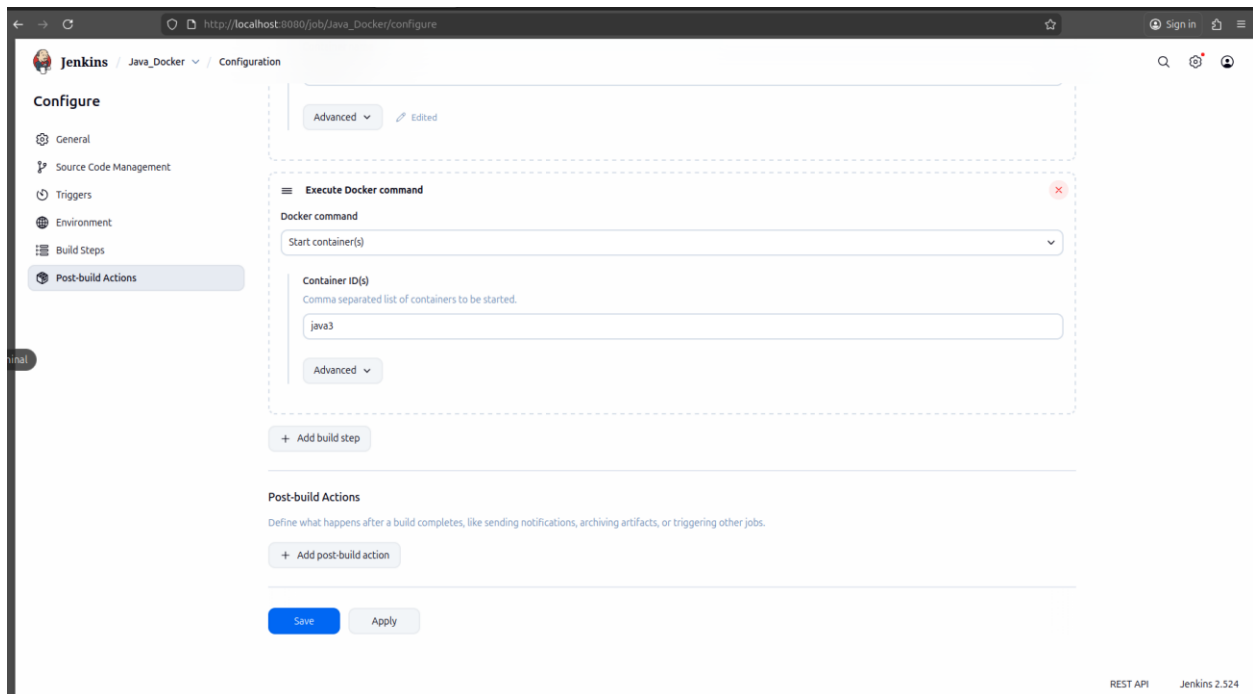 http://localhost:8080/job/Java_Docker/configure
Sign in
Jenkins / Java_Docker / Configuration
Configure
General
Source Code Management
Triggers
Environment
Build Steps
Post-build Actions
Advanced
Edited
Execute Docker command
Docker command
Start container(s)
Container ID(s)
Comma separated list of containers to be started.
java3
Advanced
+ Add build step
Post-build Actions
Define what happens after a build completes, like sending notifications, archiving artifacts, or triggering other jobs.
+ Add post-build action
Save
Apply
REST API
Jenkins 2.524